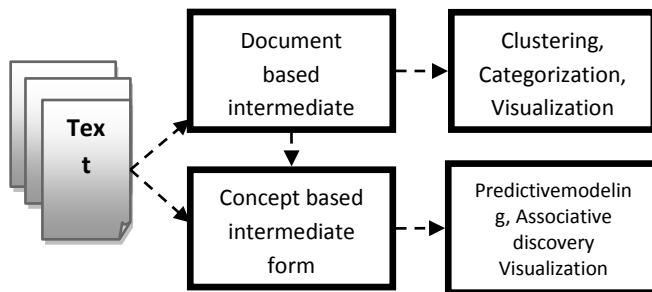 Tex
t
Document
based
intermediate
Clustering,
Categorization,
Visualization
Concept based
intermediate
form
Predictivemodelin
g, Associative
discovery
Visualization